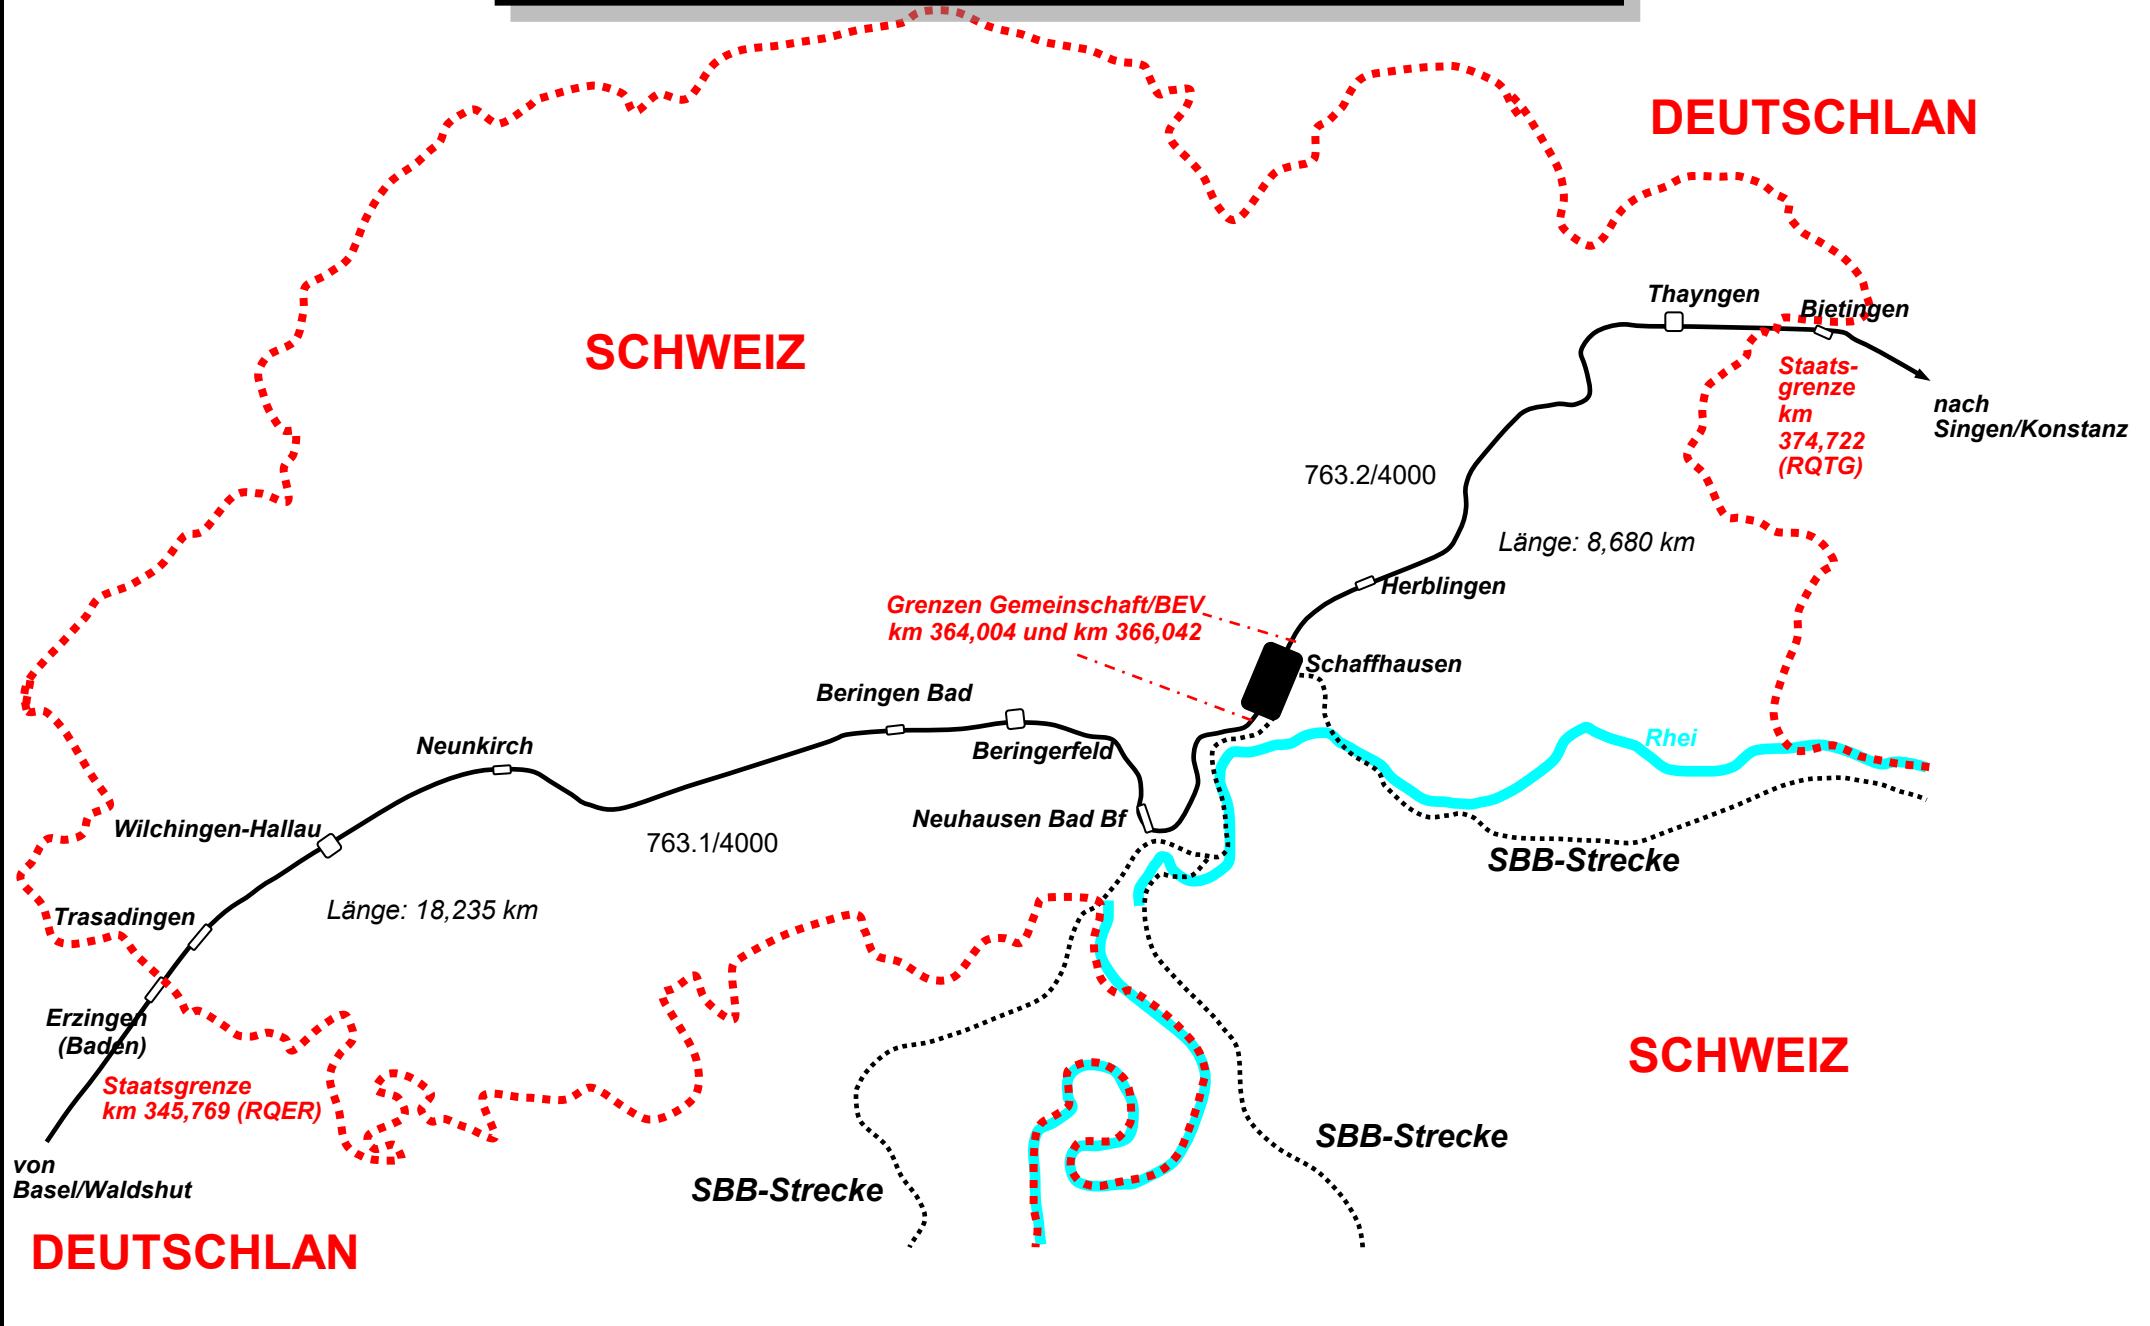 DEUTSCHLAN
Thayngen
Bietingen
SCHWEIZ
Staats-
grenze
km
374,722
(RQTG)
nach
Singen/Konstanz
763.2/4000
Länge: 8,680 km
Herblingen
Grenzen Gemeinschaft/BEV
km 364,004 und km 366,042
Schaffhausen
Beringen Bad
Rhei
Neunkirch
Beringerfeld
Wilchingen-Hallau
763.1/4000
Neuhausen Bad Bf
SBB-Strecke
Trasadingen
Länge: 18,235 km
Erzingen
(Baden)
SCHWEIZ
Staatsgrenze
km 345,769 (RQER)
SBB-Strecke
von
Basel/Waldshut
SBB-Strecke
DEUTSCHLAN